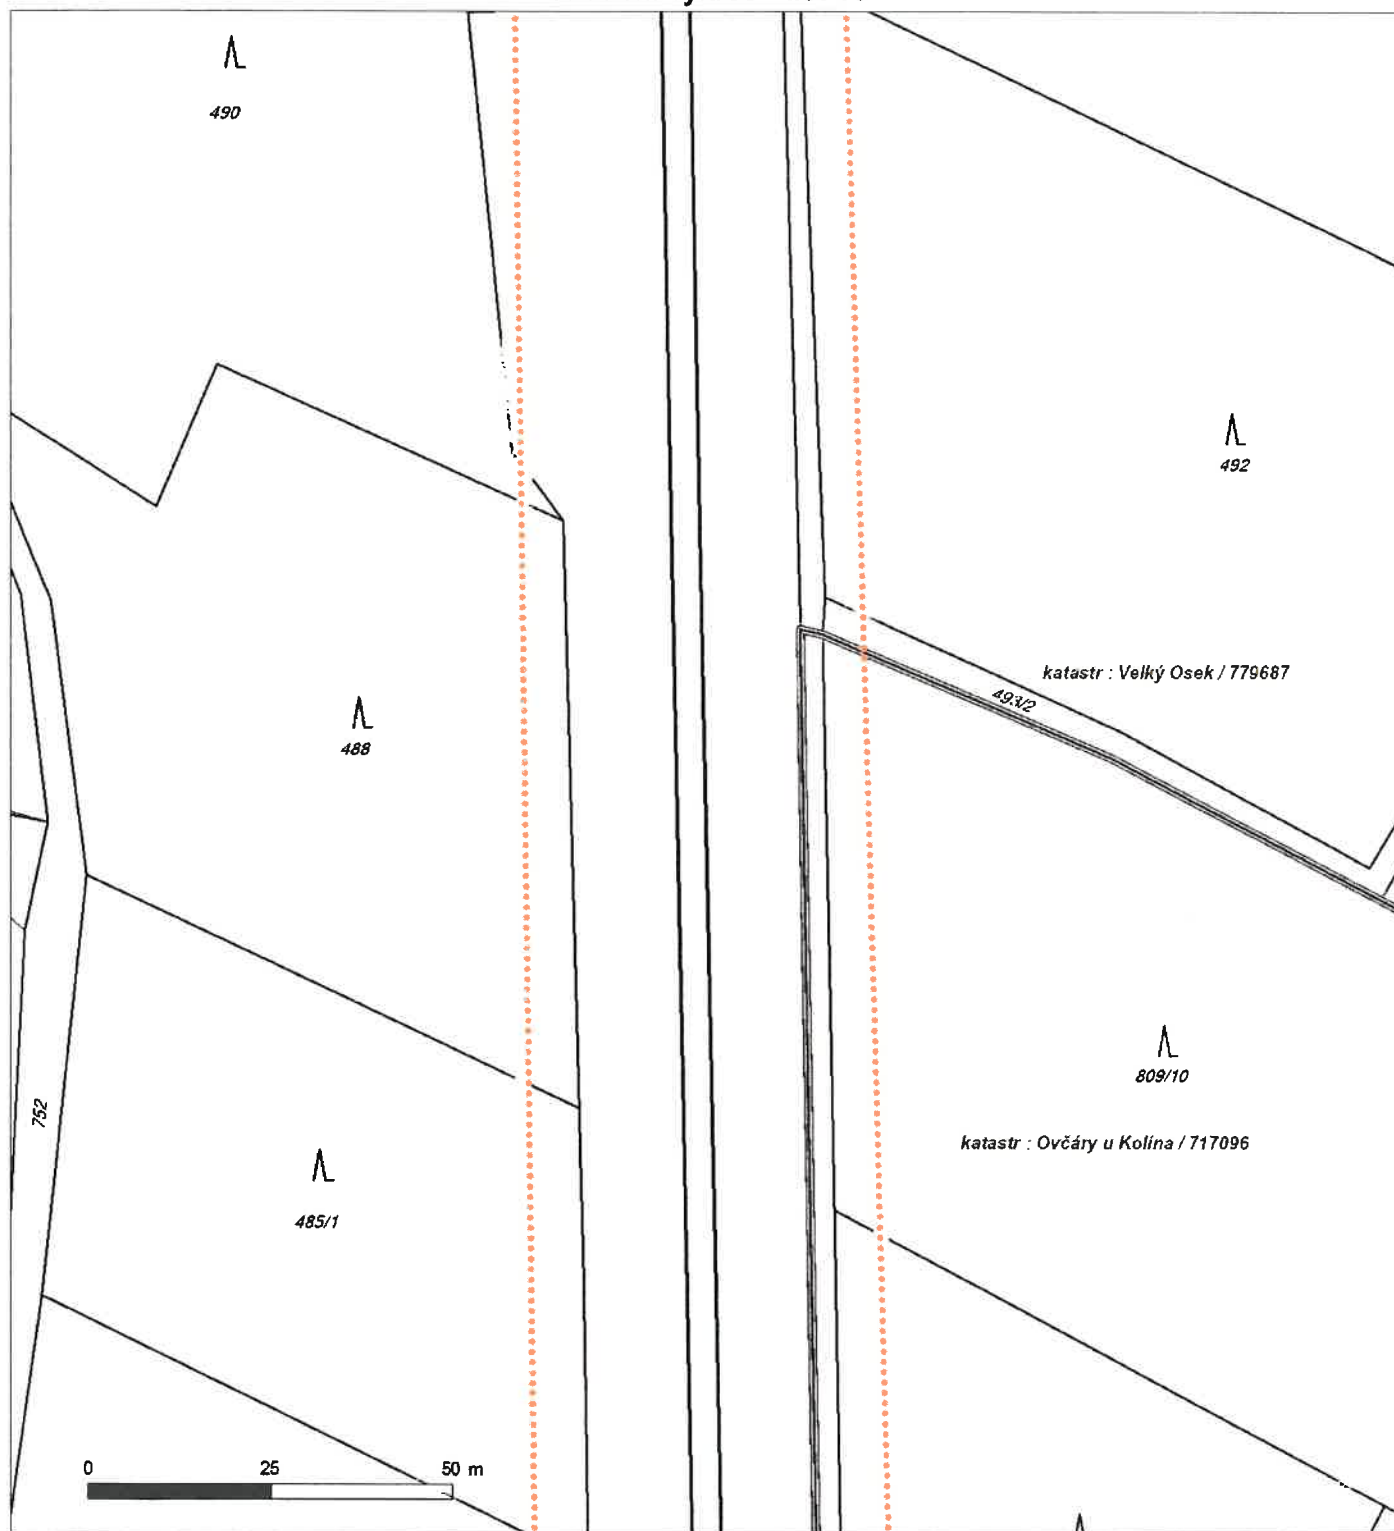 490
492
katastr : Velký Osek / 779687
493/2
488
809/10
752
katastr : Ovčáry u Kolína / 717096
485/1
0 25 50 m